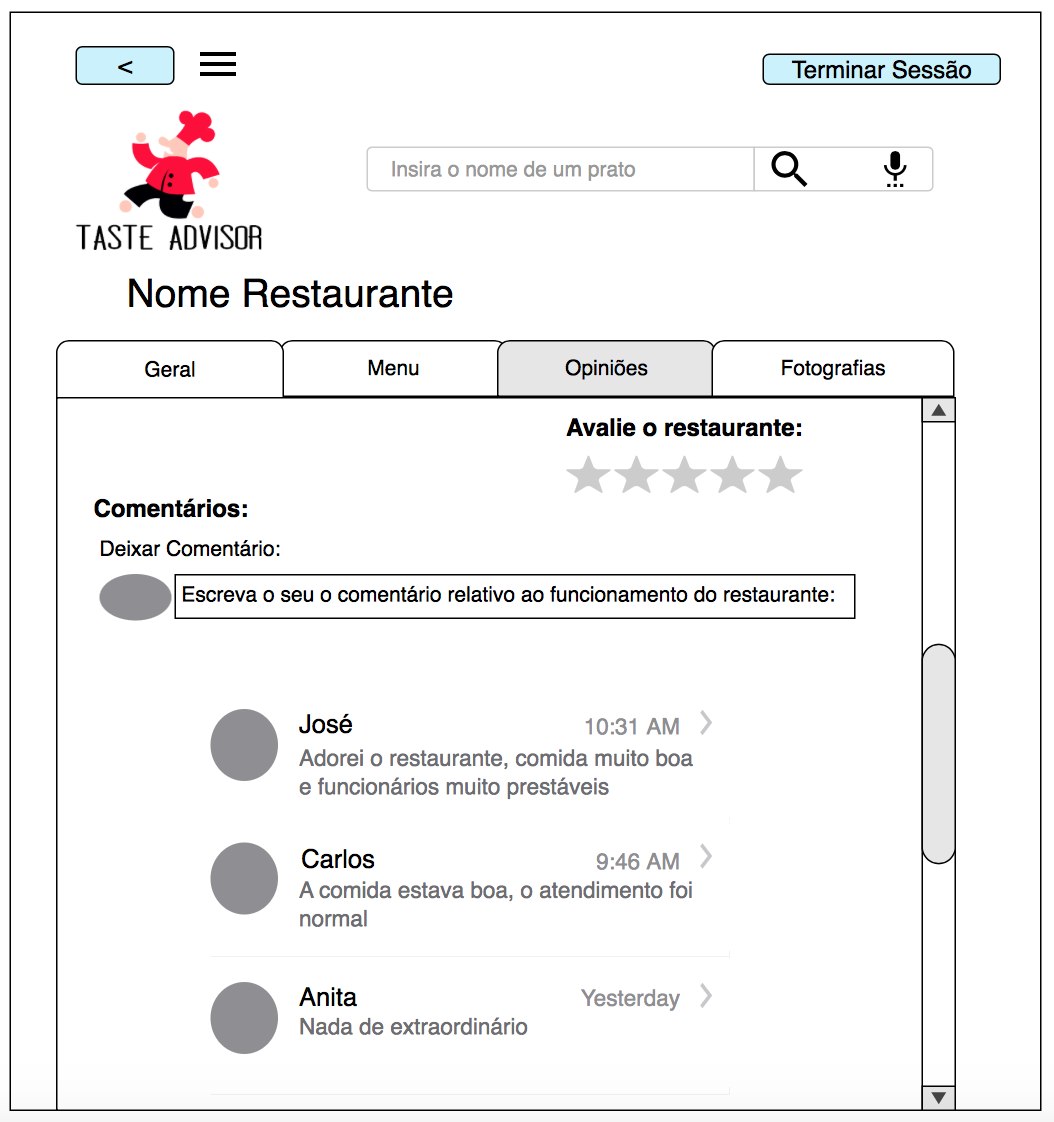 <
Terminar Sessão
Insira o nome de um prato
TASTE ADVISOR
Nome Restaurante
Geral
Menu
Opiniões
Fotografias
Avalie o restaurante:
Comentários:
Deixar Comentário:
Escreva o seu o comentário relativo ao funcionamento do restaurante:
José
10:31 AM
Adorei o restaurante, comida muito boa
e funcionários muito prestáveis
Carlos
9:46 AM
A comida estava boa, o atendimento foi
normal
Anita
Yesterday
Nada de extraordinário